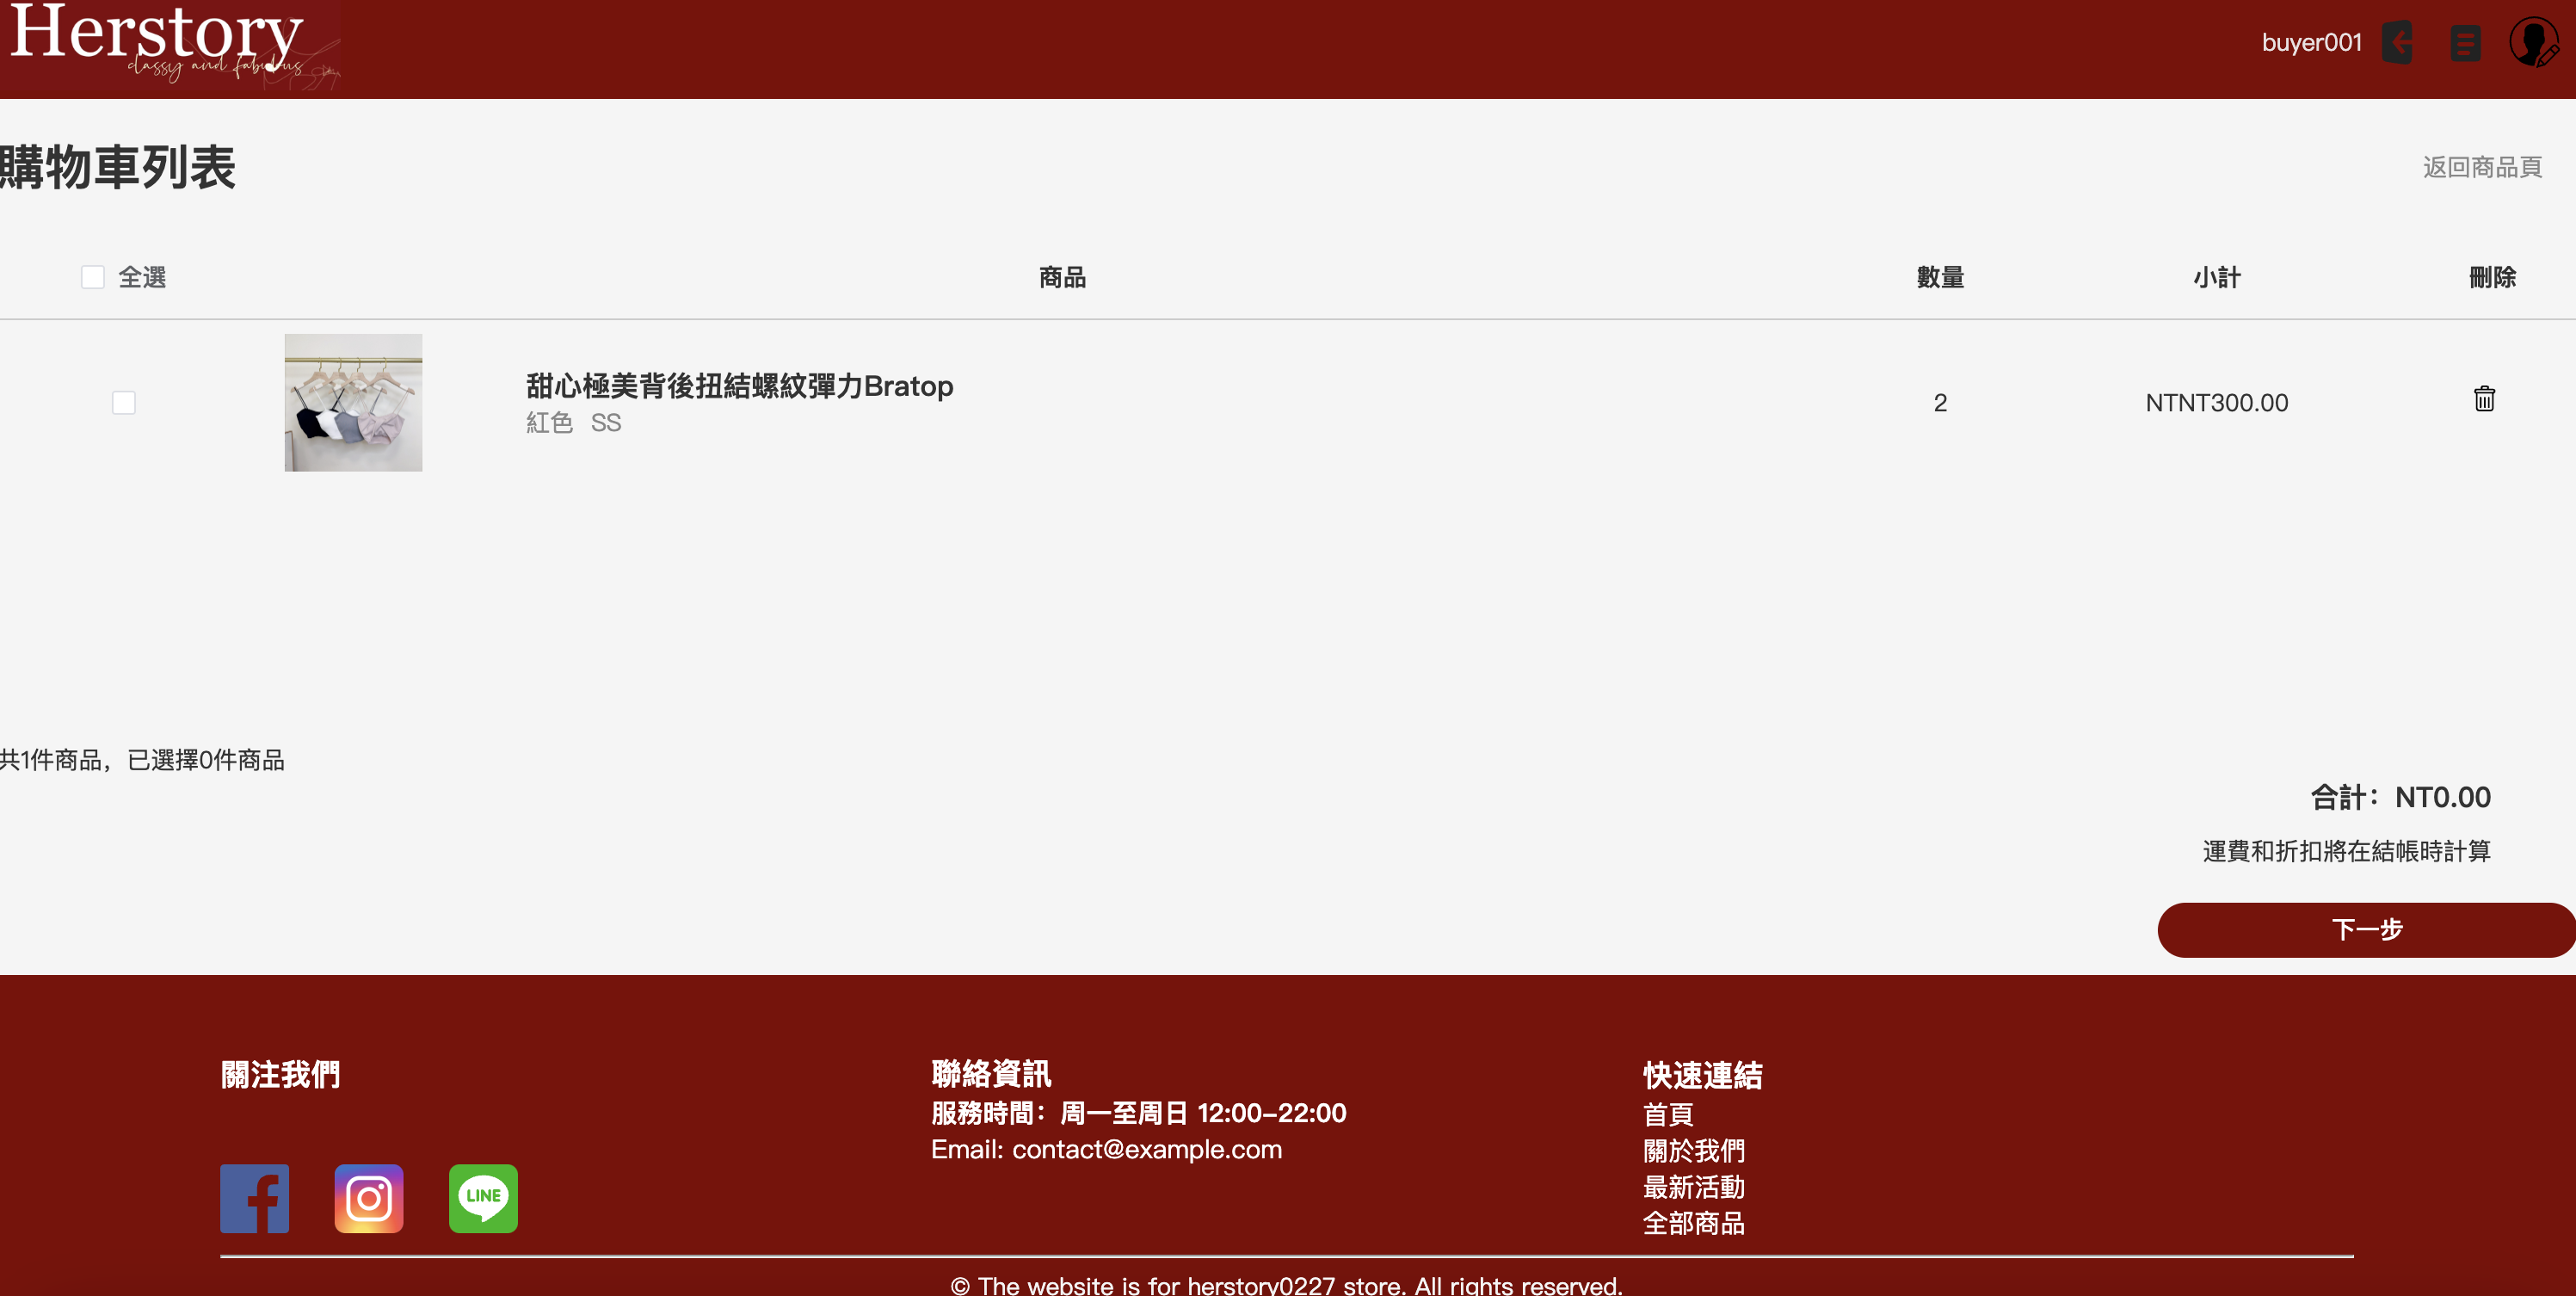 Herstory
classy and fabulous
buyer001
購物車列表
返回商品頁
全選 商品 數量 小計 刪除
甜心極美背後扭結螺紋彈力Bratop
紅色 SS
2 NTNT300.00
共1件商品，已選擇0件商品
合計：NT0.00
運費和折扣將在結帳時計算
下一步
關注我們
LINE
聯絡資訊
服務時間：周一至周日 12:00-22:00
Email: contact@example.com
快速連結
首頁
關於我們
最新活動
全部商品
© The website is for herstory0227 store. All rights reserved.